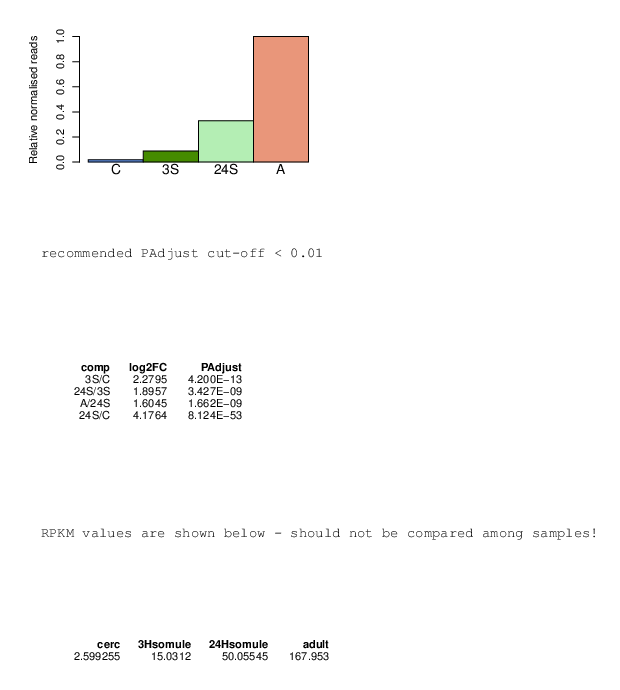 Relative normalised reads
1.0
0.8
0.6
0.4
0.2
0.0
C 3S 24S A
recommended PAdjust cut-off < 0.01
comp log2FC PAdjust
3S/C 2.2795 4.200E−13
24S/3S 1.8957 3.427E−09
A/24S 1.6045 1.662E−09
24S/C 4.1764 8.124E−53
RPKM values are shown below - should not be compared among samples!
cerc 3Hsomule 24Hsomule adult
2.599255 15.0312 50.05545 167.953